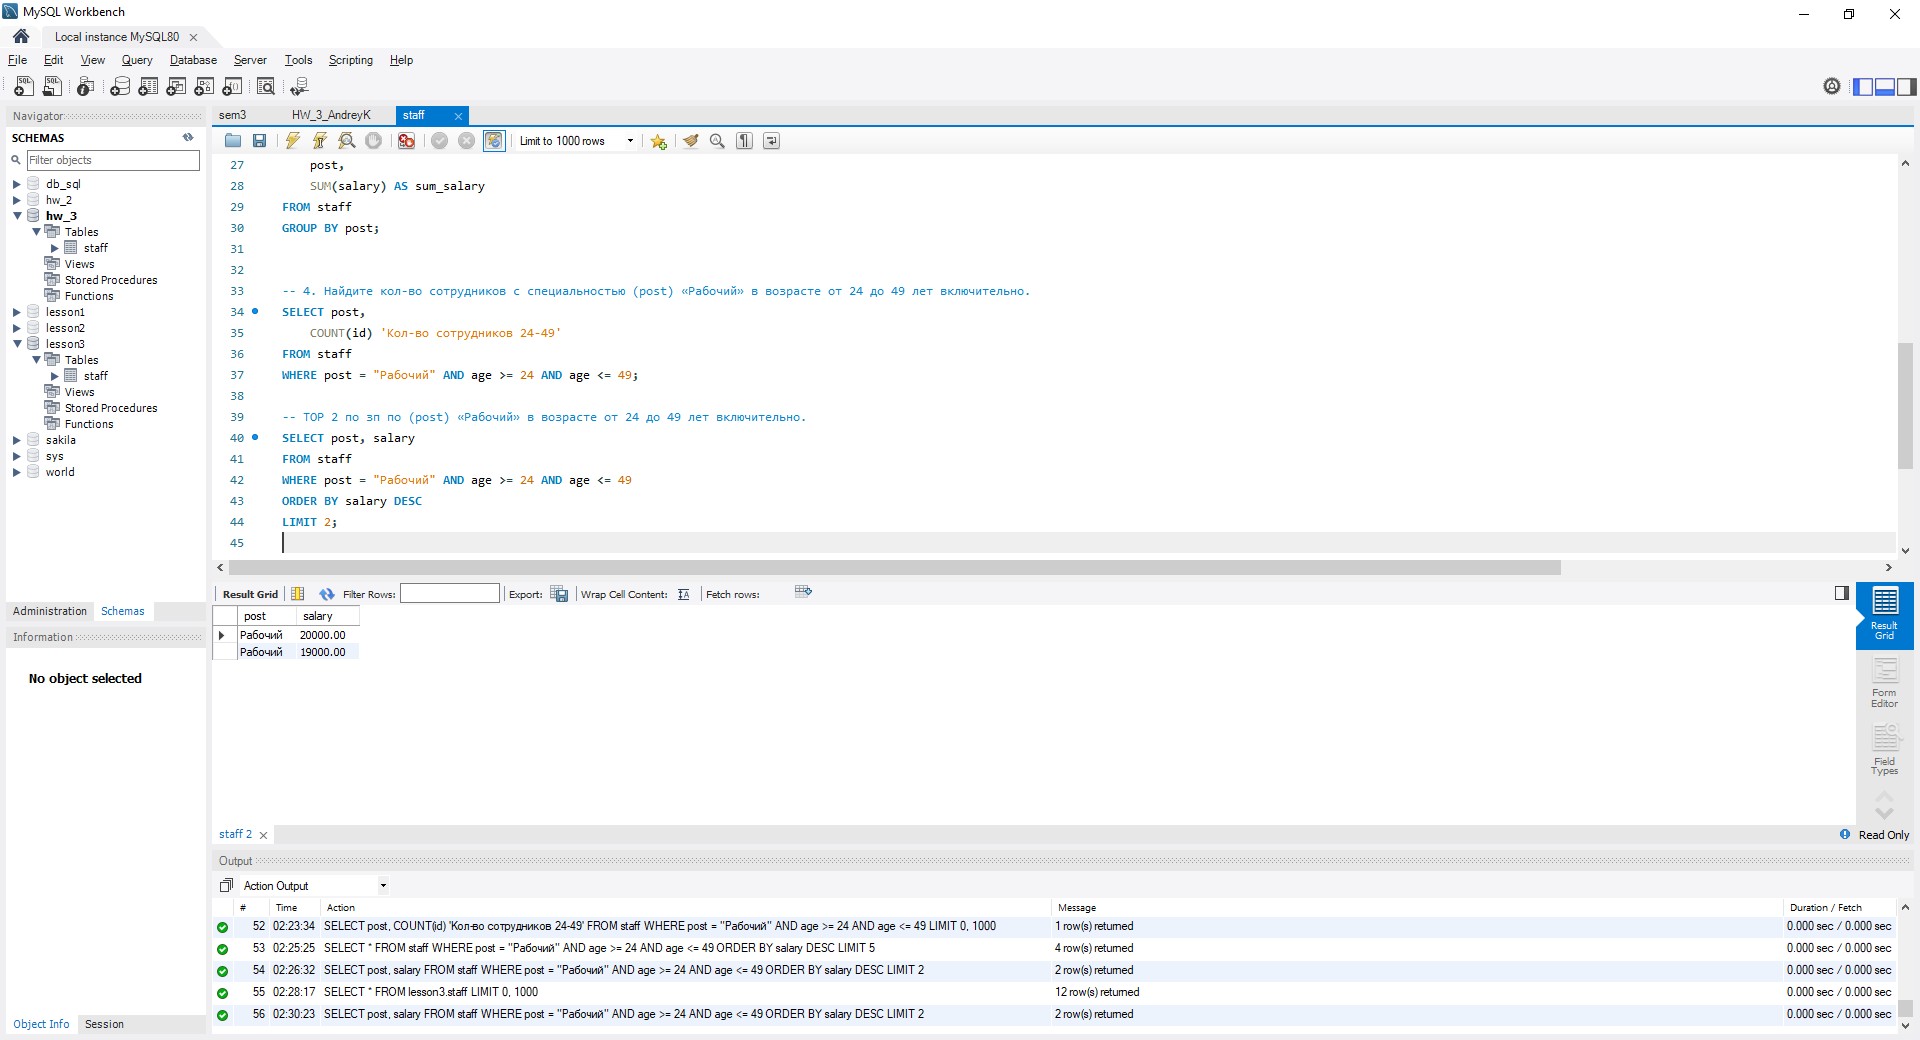 MySQL Workbench
Local instance MySQL80
File Edit View Query Database Server Tools Scripting Help
Navigator
SCHEMAS
Filter objects
db_sql
hw_2
hw_3
Tables
staff
Views
Stored Procedures
Functions
lesson1
lesson2
lesson3
Tables
staff
Views
Stored Procedures
Functions
sakila
sys
world
Administration Schemas
Information
No object selected
Object Info Session
sem3 HW_3_AndreyK staff
Limit to 1000 rows
27 post,
28 SUM(salary) AS sum_salary
29 FROM staff
30 GROUP BY post;
31
32
33 -- 4. Найдите кол-во сотрудников с специальностью (post) «Рабочий» в возрасте от 24 до 49 лет включительно.
34 SELECT post,
35 COUNT(id) 'Кол-во сотрудников 24-49'
36 FROM staff
37 WHERE post = "Рабочий" AND age >= 24 AND age <= 49;
38
39 -- TOP 2 по зп по (post) «Рабочий» в возрасте от 24 до 49 лет включительно.
40 SELECT post, salary
41 FROM staff
42 WHERE post = "Рабочий" AND age >= 24 AND age <= 49
43 ORDER BY salary DESC
44 LIMIT 2;
45
Result Grid Filter Rows: Export: Wrap Cell Content: Fetch rows:
post salary
Рабочий 20000.00
Рабочий 19000.00
Result
Grid
Form
Editor
Field
Types
staff 2
Read Only
Output
Action Output
# Time Action Message Duration / Fetch
52 02:23:34 SELECT post, COUNT(id) 'Кол-во сотрудников 24-49' FROM staff WHERE post = "Рабочий" AND age >= 24 AND age <= 49 LIMIT 0, 1000 1 row(s) returned 0.000 sec / 0.000 sec
53 02:25:25 SELECT * FROM staff WHERE post = "Рабочий" AND age >= 24 AND age <= 49 ORDER BY salary DESC LIMIT 5 4 row(s) returned 0.000 sec / 0.000 sec
54 02:26:32 SELECT post, salary FROM staff WHERE post = "Рабочий" AND age >= 24 AND age <= 49 ORDER BY salary DESC LIMIT 2 2 row(s) returned 0.000 sec / 0.000 sec
55 02:28:17 SELECT * FROM lesson3.staff LIMIT 0, 1000 12 row(s) returned 0.000 sec / 0.000 sec
56 02:30:23 SELECT post, salary FROM staff WHERE post = "Рабочий" AND age >= 24 AND age <= 49 ORDER BY salary DESC LIMIT 2 2 row(s) returned 0.000 sec / 0.000 sec